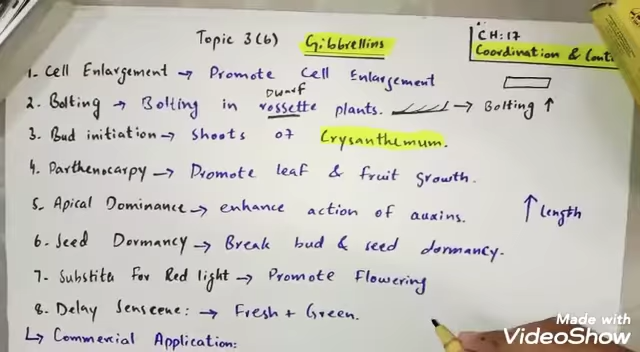 Topic 3(b) Gibbrellins
CH:17
Coordination & Cont
1. Cell Enlargement → Promote Cell Enlargement
Dwarf
2. Bolting → Bolting in rossette plants. → Bolting ↑
3. Bud initiation → shoots of Crysanthemum.
4. Parthenocarpy → Promote leaf & fruit growth.
5. Apical Dominance → enhance action of auxins. ↑ length
6. Seed Dormancy → Break bud & seed dormancy.
7. Substite for Red light → Promote Flowering
8. Delay Senscene: → Fresh + Green.
↳ Commercial Application:
Made with
VideoShow